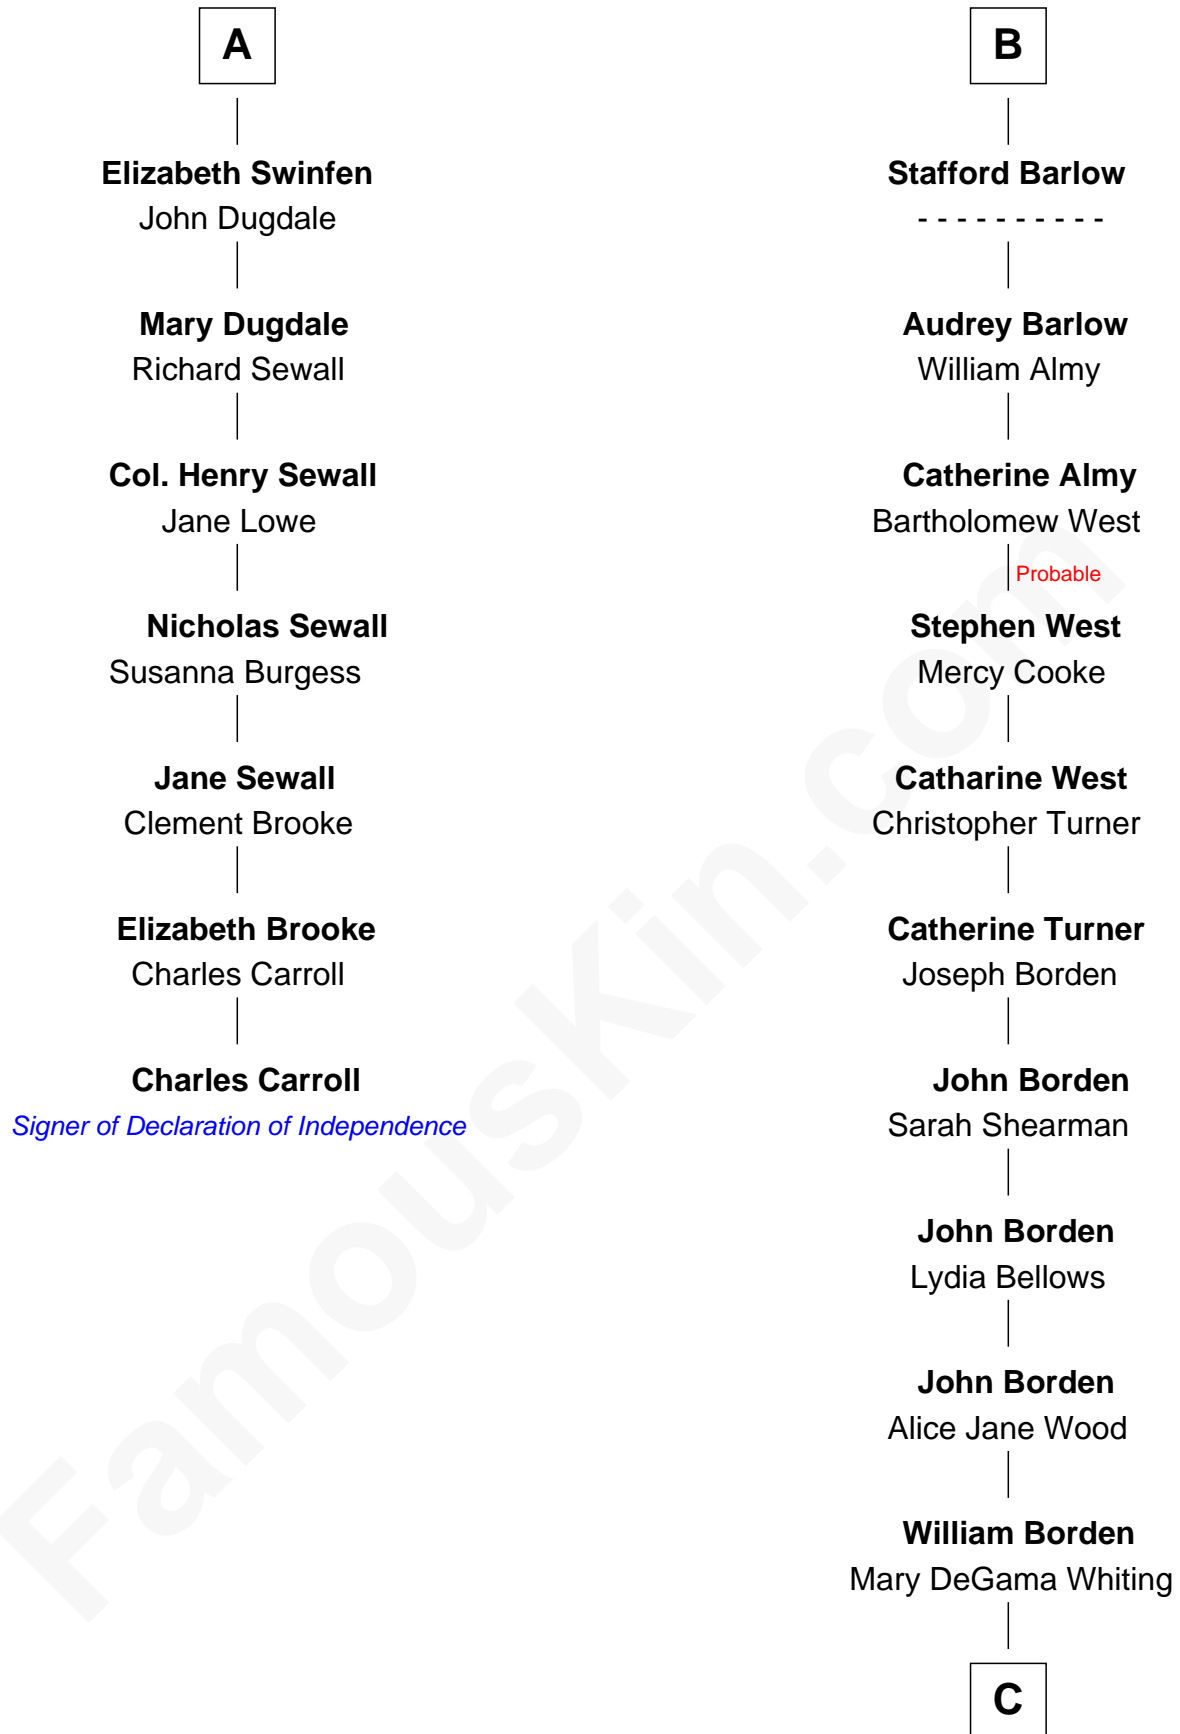 A
Elizabeth Swinfen
John Dugdale
Mary Dugdale
Richard Sewall
Col. Henry Sewall
Jane Lowe
Nicholas Sewall
Susanna Burgess
Jane Sewall
Clement Brooke
Elizabeth Brooke
Charles Carroll
Charles Carroll
Signer of Declaration of Independence
B
Stafford Barlow
- - - - - - - - - -
Audrey Barlow
William Almy
Catherine Almy
Bartholomew West
Probable
Stephen West
Mercy Cooke
Catharine West
Christopher Turner
Catherine Turner
Joseph Borden
John Borden
Sarah Shearman
John Borden
Lydia Bellows
John Borden
Alice Jane Wood
William Borden
Mary DeGama Whiting
C
FamousKin.com